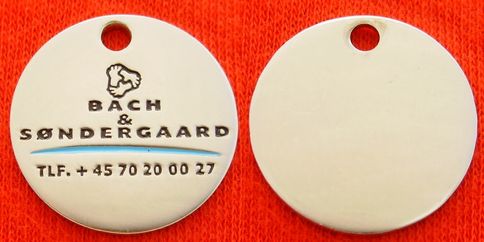 BACH
&
SØNDERGAARD
TLF. + 45 70 20 00 27